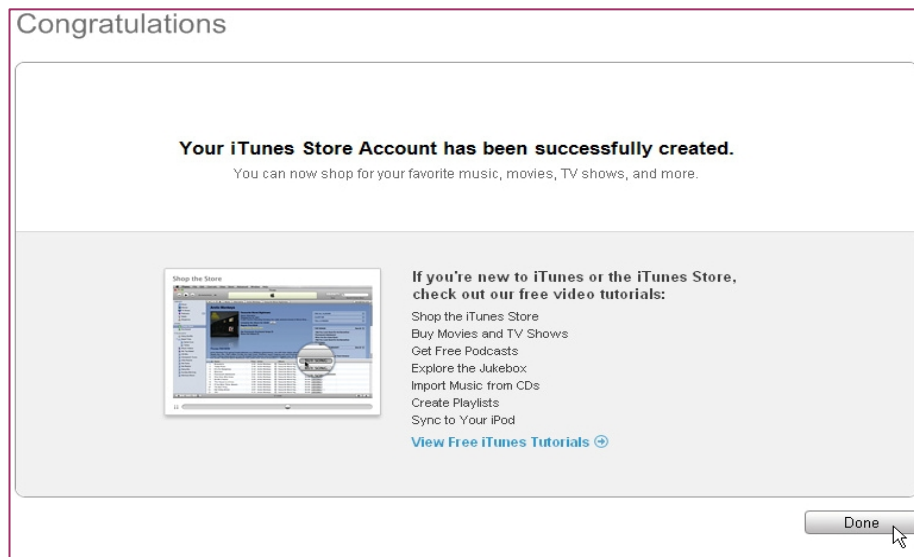 Congratulations
Your iTunes Store Account has been successfully created.
You can now shop for your favorite music, movies, TV shows, and more.
Shop the Store
If you're new to iTunes or the iTunes Store,
check out our free video tutorials:
Shop the iTunes Store
Buy Movies and TV Shows
Get Free Podcasts
Explore the Jukebox
Import Music from CDs
Create Playlists
Sync to Your iPod
View Free iTunes Tutorials
Done